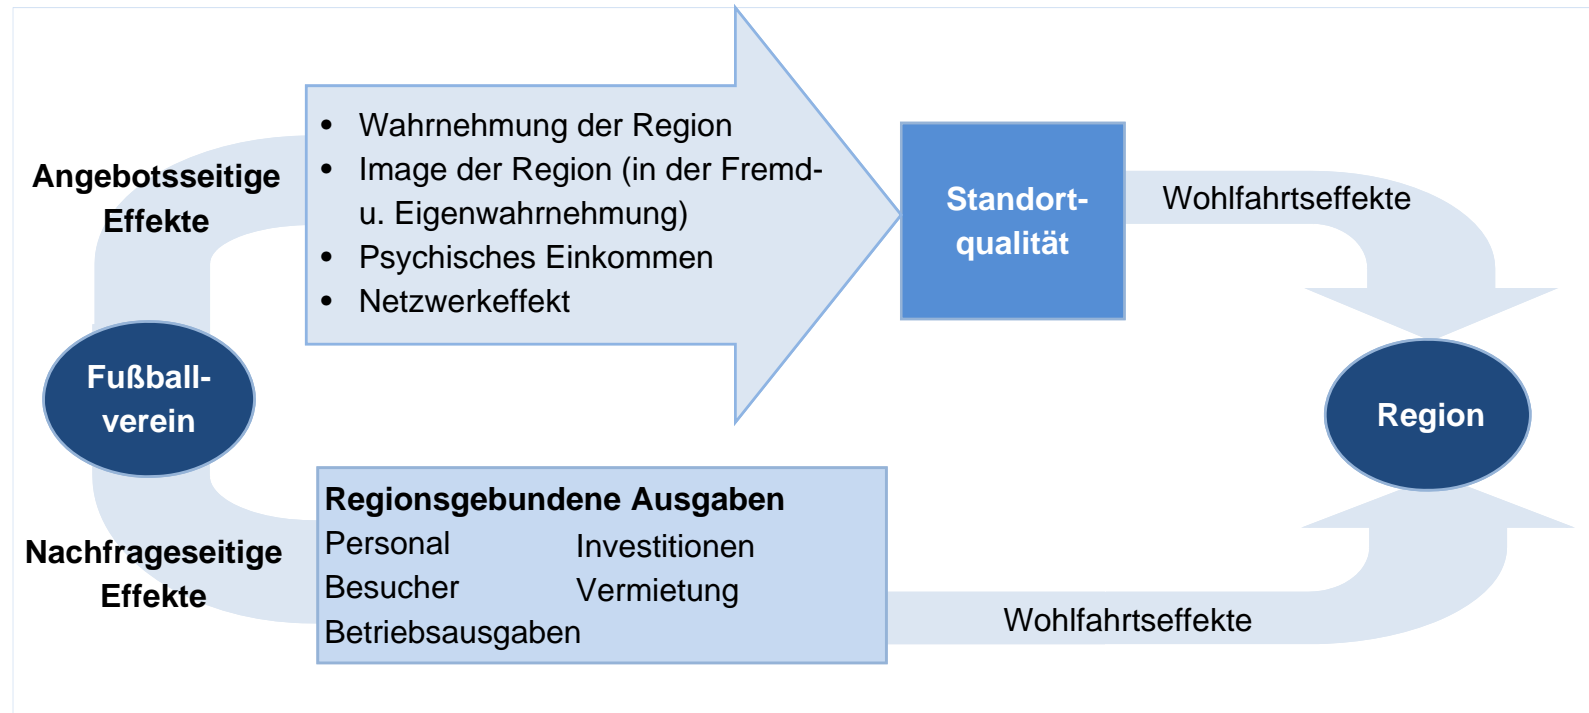 Angebotsseitige
Effekte
• Wahrnehmung der Region
• Image der Region (in der Fremd-
u. Eigenwahrnehmung)
• Psychisches Einkommen
• Netzwerkeffekt
Standort-
qualität
Wohlfahrtseffekte
Fußball-
verein
Region
Nachfrageseitige
Effekte
Regionsgebundene Ausgaben
Personal Investitionen
Besucher Vermietung
Betriebsausgaben
Wohlfahrtseffekte